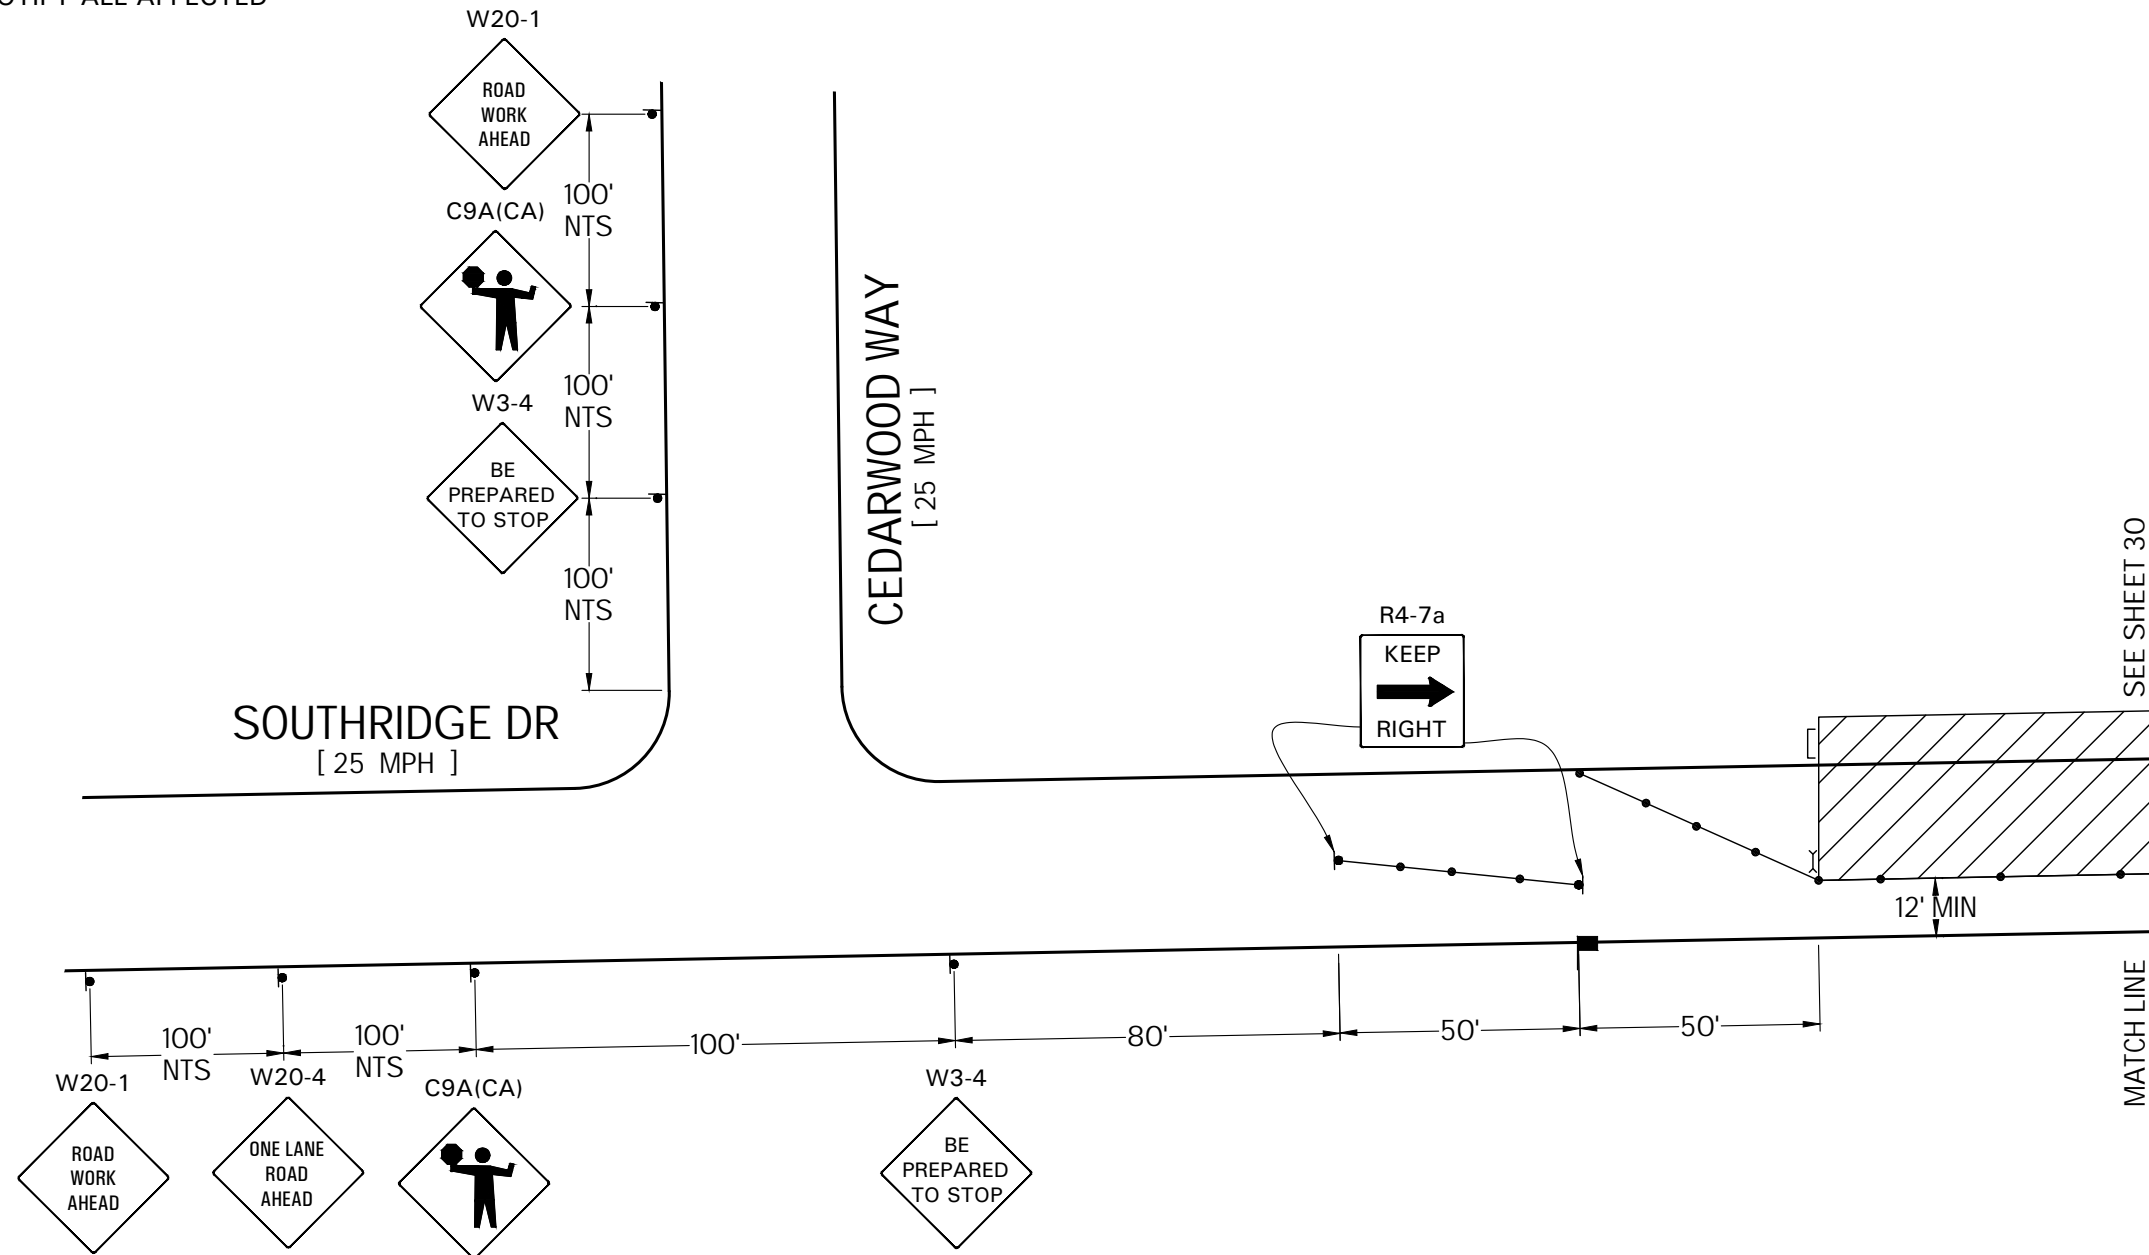 ALL AFFECTED
W20-1
ROAD
WORK
AHEAD
100'
NTS
C9A(CA)
100'
NTS
W3-4
BE
PREPARED
TO STOP
100'
NTS
CEDARWOOD WAY
[ 25 MPH ]
SOUTHRIDGE DR
[ 25 MPH ]
R4-7a
KEEP
RIGHT
SEE SHEET 30
12' MIN
MATCH LINE
100'
NTS
100'
NTS
100'
80'
50'
50'
W20-1
ROAD
WORK
AHEAD
W20-4
ONE LANE
ROAD
AHEAD
C9A(CA)
W3-4
BE
PREPARED
TO STOP